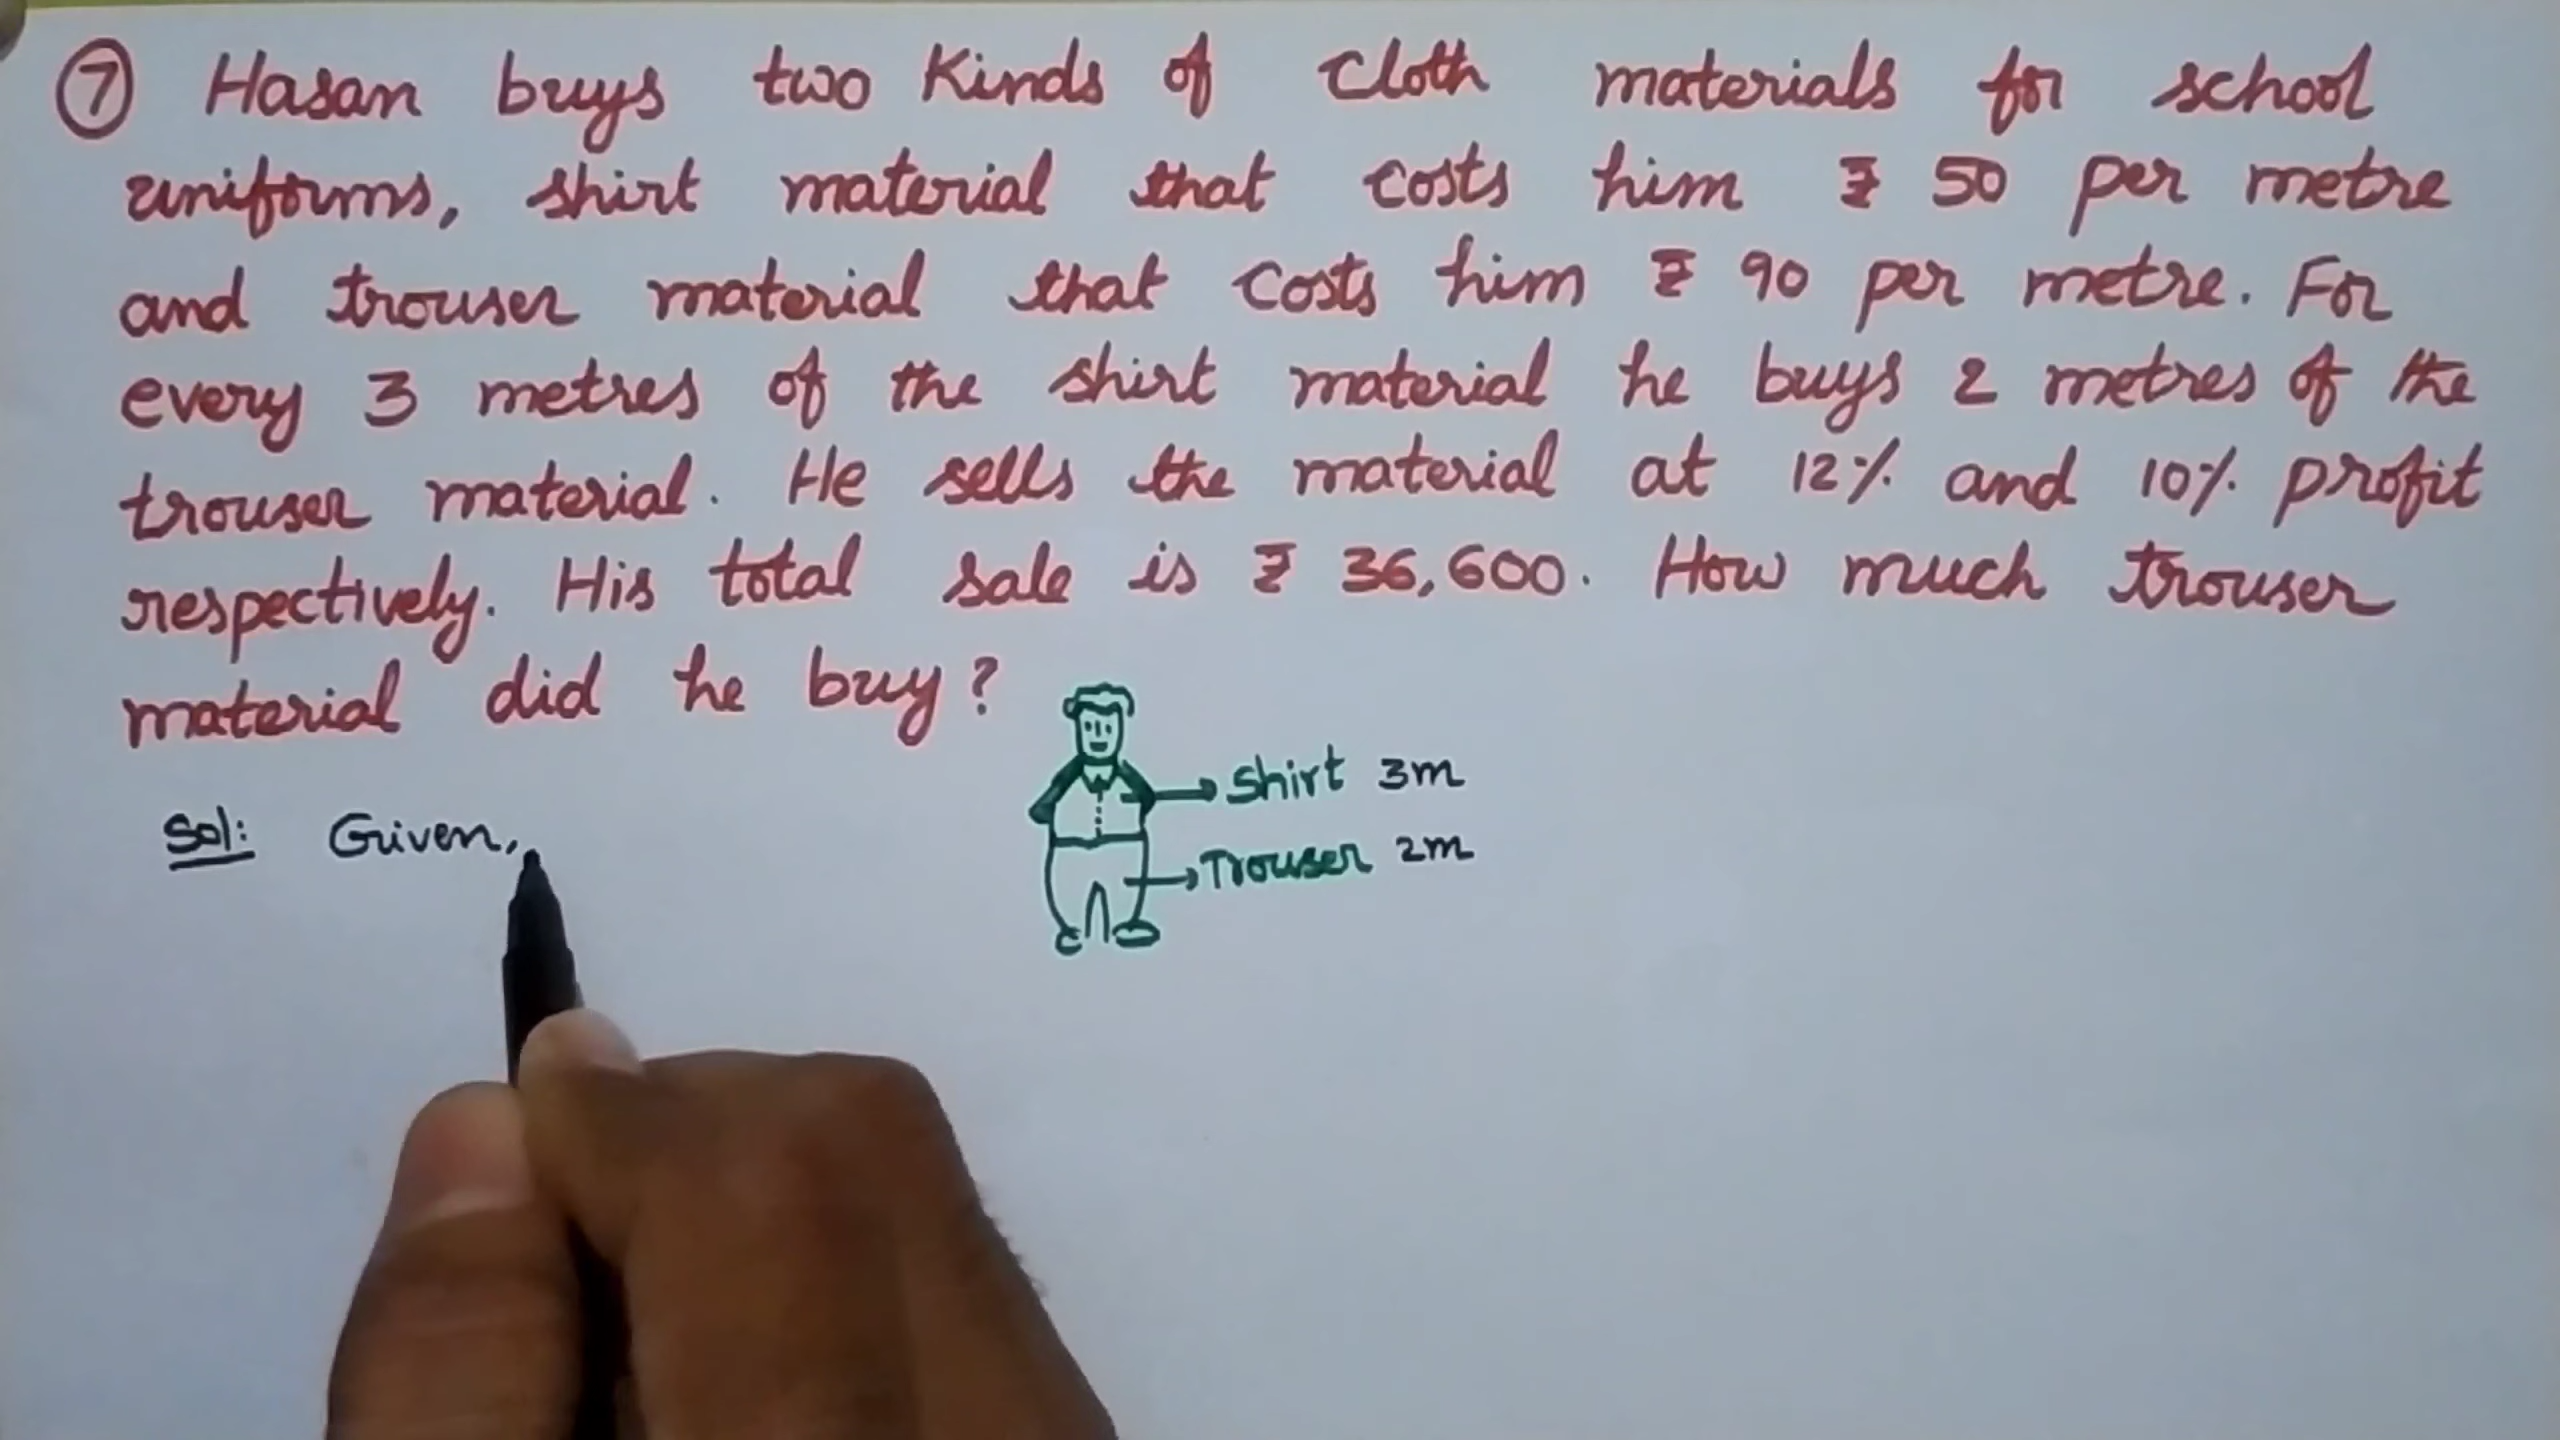 7 Hasan buys two kinds of cloth materials for school
uniforms, shirt material that costs him ₹ 50 per metre
and trouser material that costs him ₹ 90 per metre. For
every 3 metres of the shirt material he buys 2 metres of the
trouser material. He sells the material at 12% and 10% profit
respectively. His total sale is ₹ 36,600. How much trouser
material did he buy?
Shirt 3m
Sol: Given,
Trouser 2m